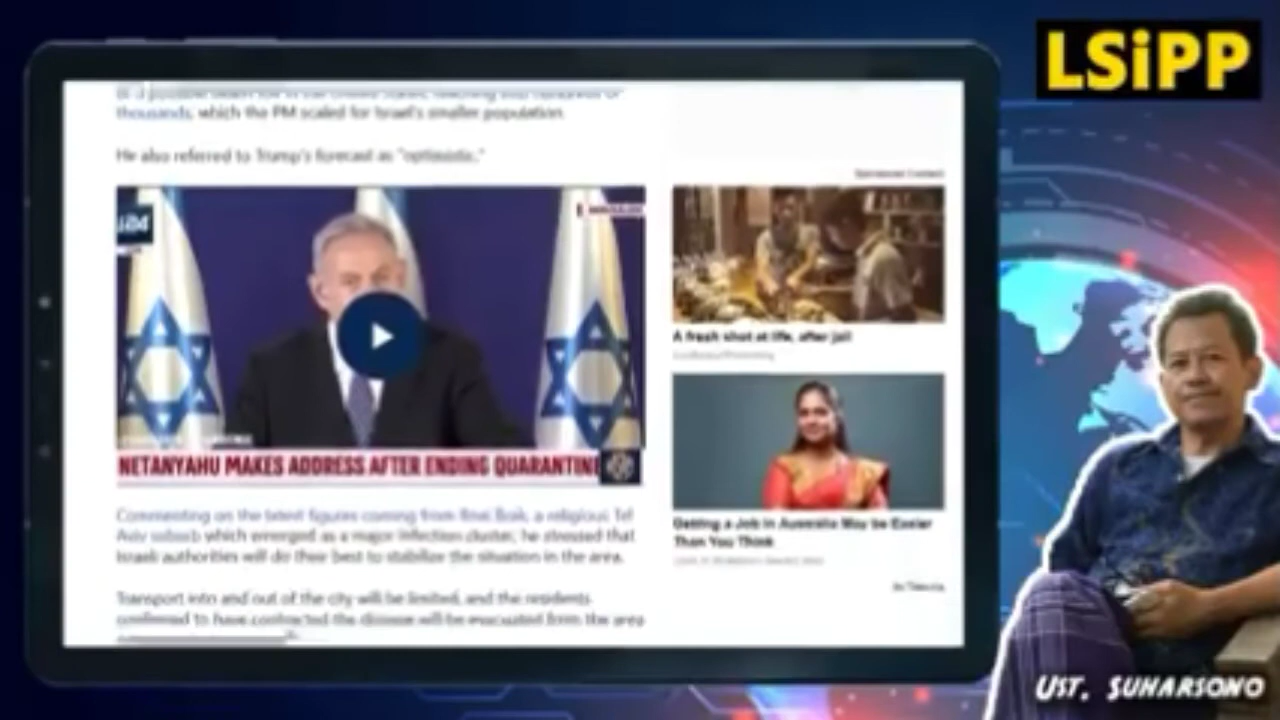 LSiPP
thousands, which the PM scaled for Israel's smaller population.
He also referred to Trump's forecast as "optimistic."
Sponsored Content
i24
NETANYAHU MAKES ADDRESS AFTER ENDING QUARANTINE
A fresh shot at life, after jail
Getting a Job in Australia May be Easier
Than You Think
Commenting on the latest figures coming from Bnei Brak, a religious Tel
Aviv suburb which emerged as a major infection cluster, he stressed that
Israeli authorities will do their best to stabilize the situation in the area.
by Taboola
Transport into and out of the city will be limited, and the residents
confirmed to have contracted the disease will be evacuated from the area
UST. SUHARSONO